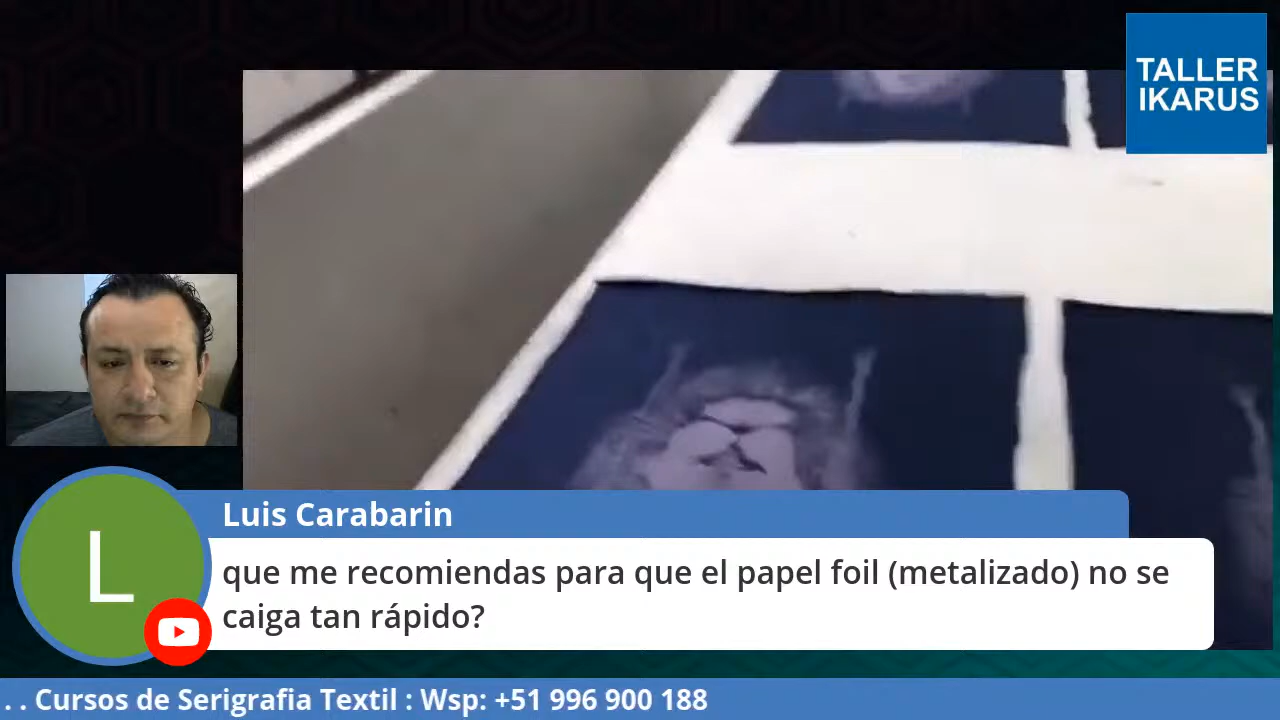 TALLER
IKARUS
Luis Carabarin
L
que me recomiendas para que el papel foil (metalizado) no se
caiga tan rápido?
. . Cursos de Serigrafia Textil : Wsp: +51 996 900 188